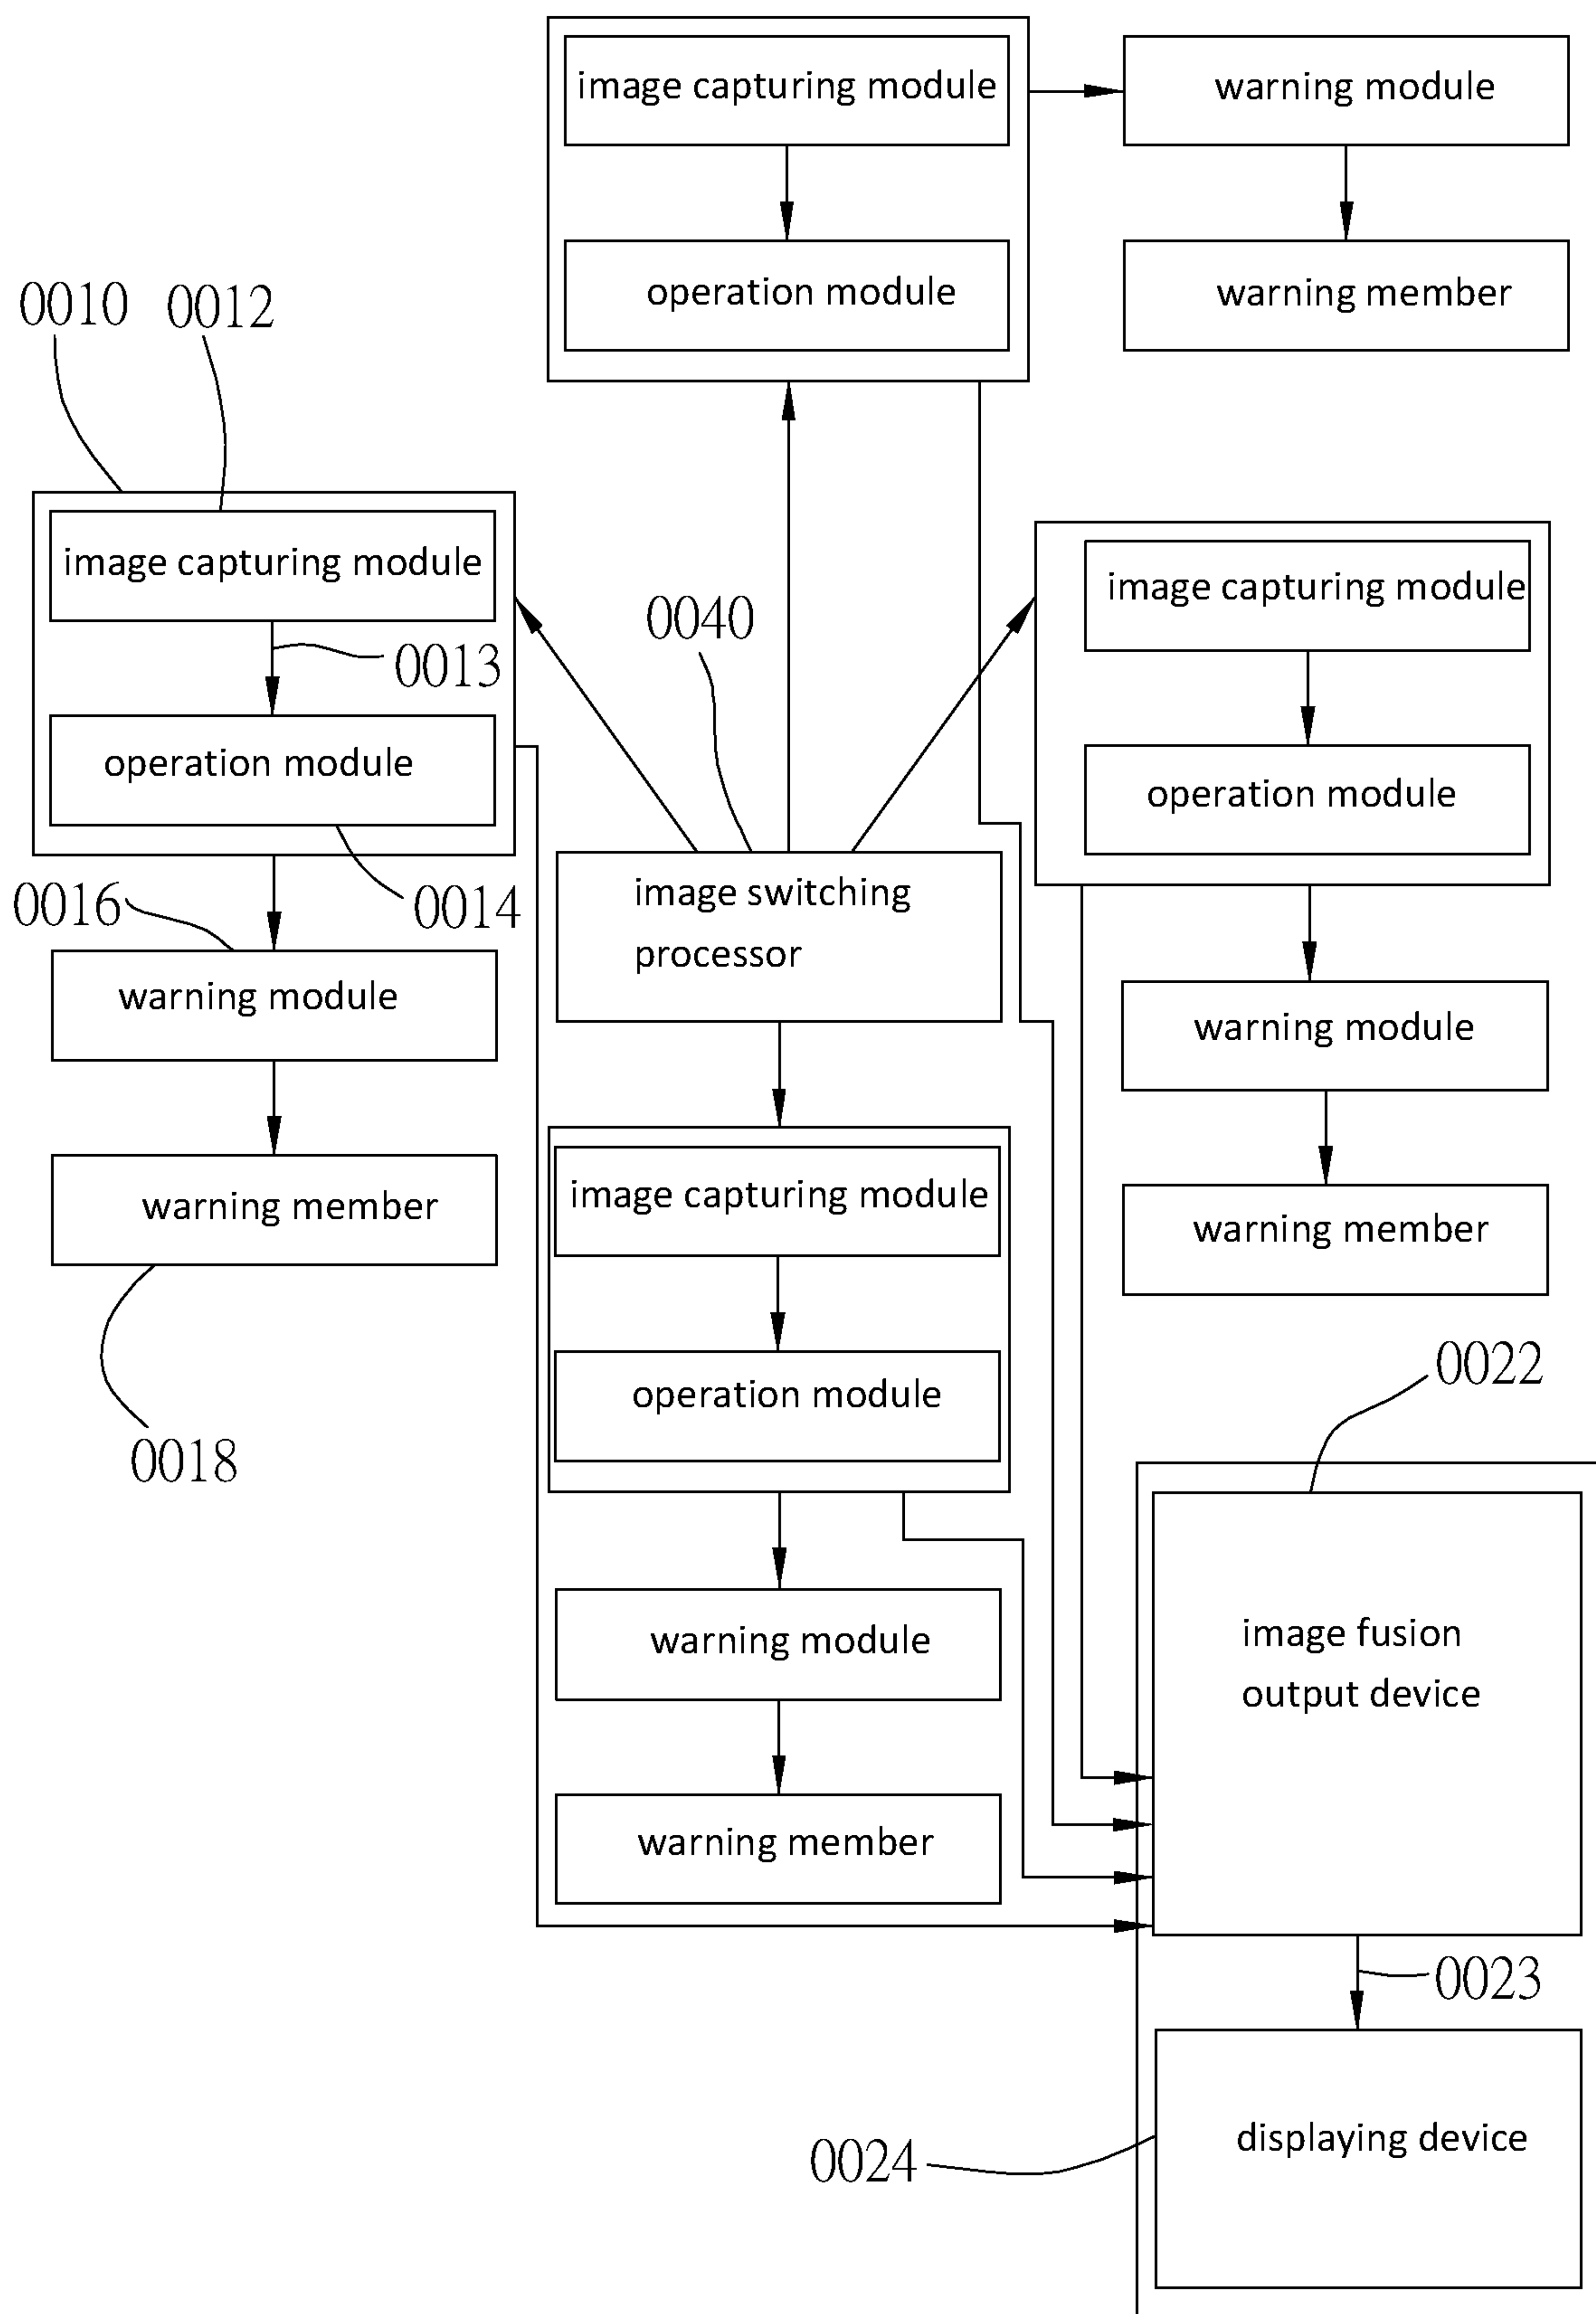 image capturing module
warning module
operation module
warning member
0010
0012
image capturing module
0013
operation module
0014
0016
warning module
warning member
0018
0040
image switching
processor
image capturing module
operation module
warning module
warning member
image capturing module
operation module
warning module
warning member
0022
image fusion
output device
0023
displaying device
0024